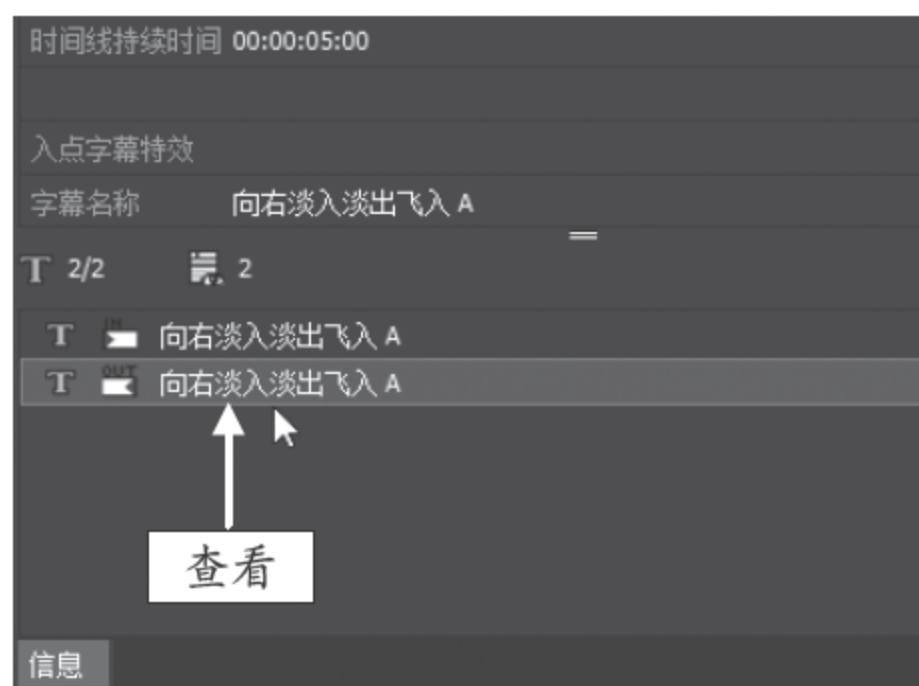 时间线持续时间 00:00:05:00
入点字幕特效
字幕名称 向右淡入淡出飞入 A
T 2/2 2
T IN 向右淡入淡出飞入 A
T OUT 向右淡入淡出飞入 A
查看
信息